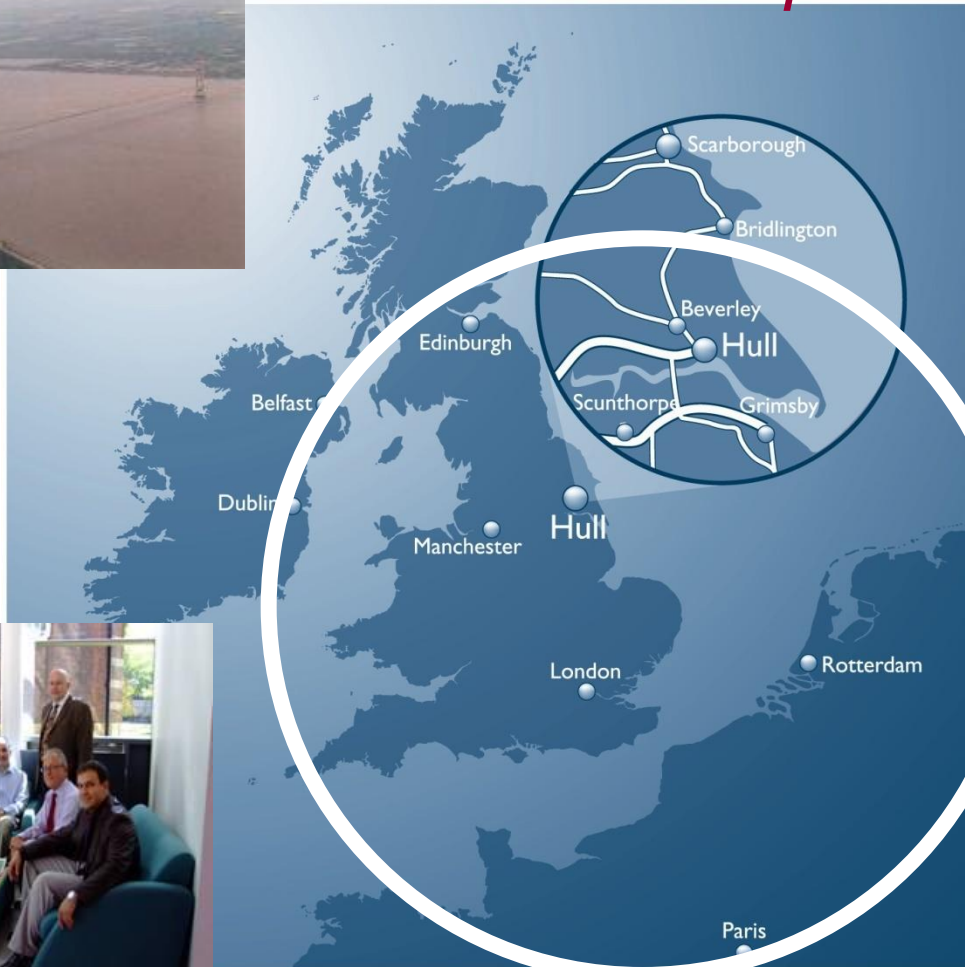 Scarborough
Bridlington
Beverley
Hull
Scunthorpe
Grimsby
Edinburgh
Belfast
Dublin
Hull
Manchester
London
Rotterdam
Paris